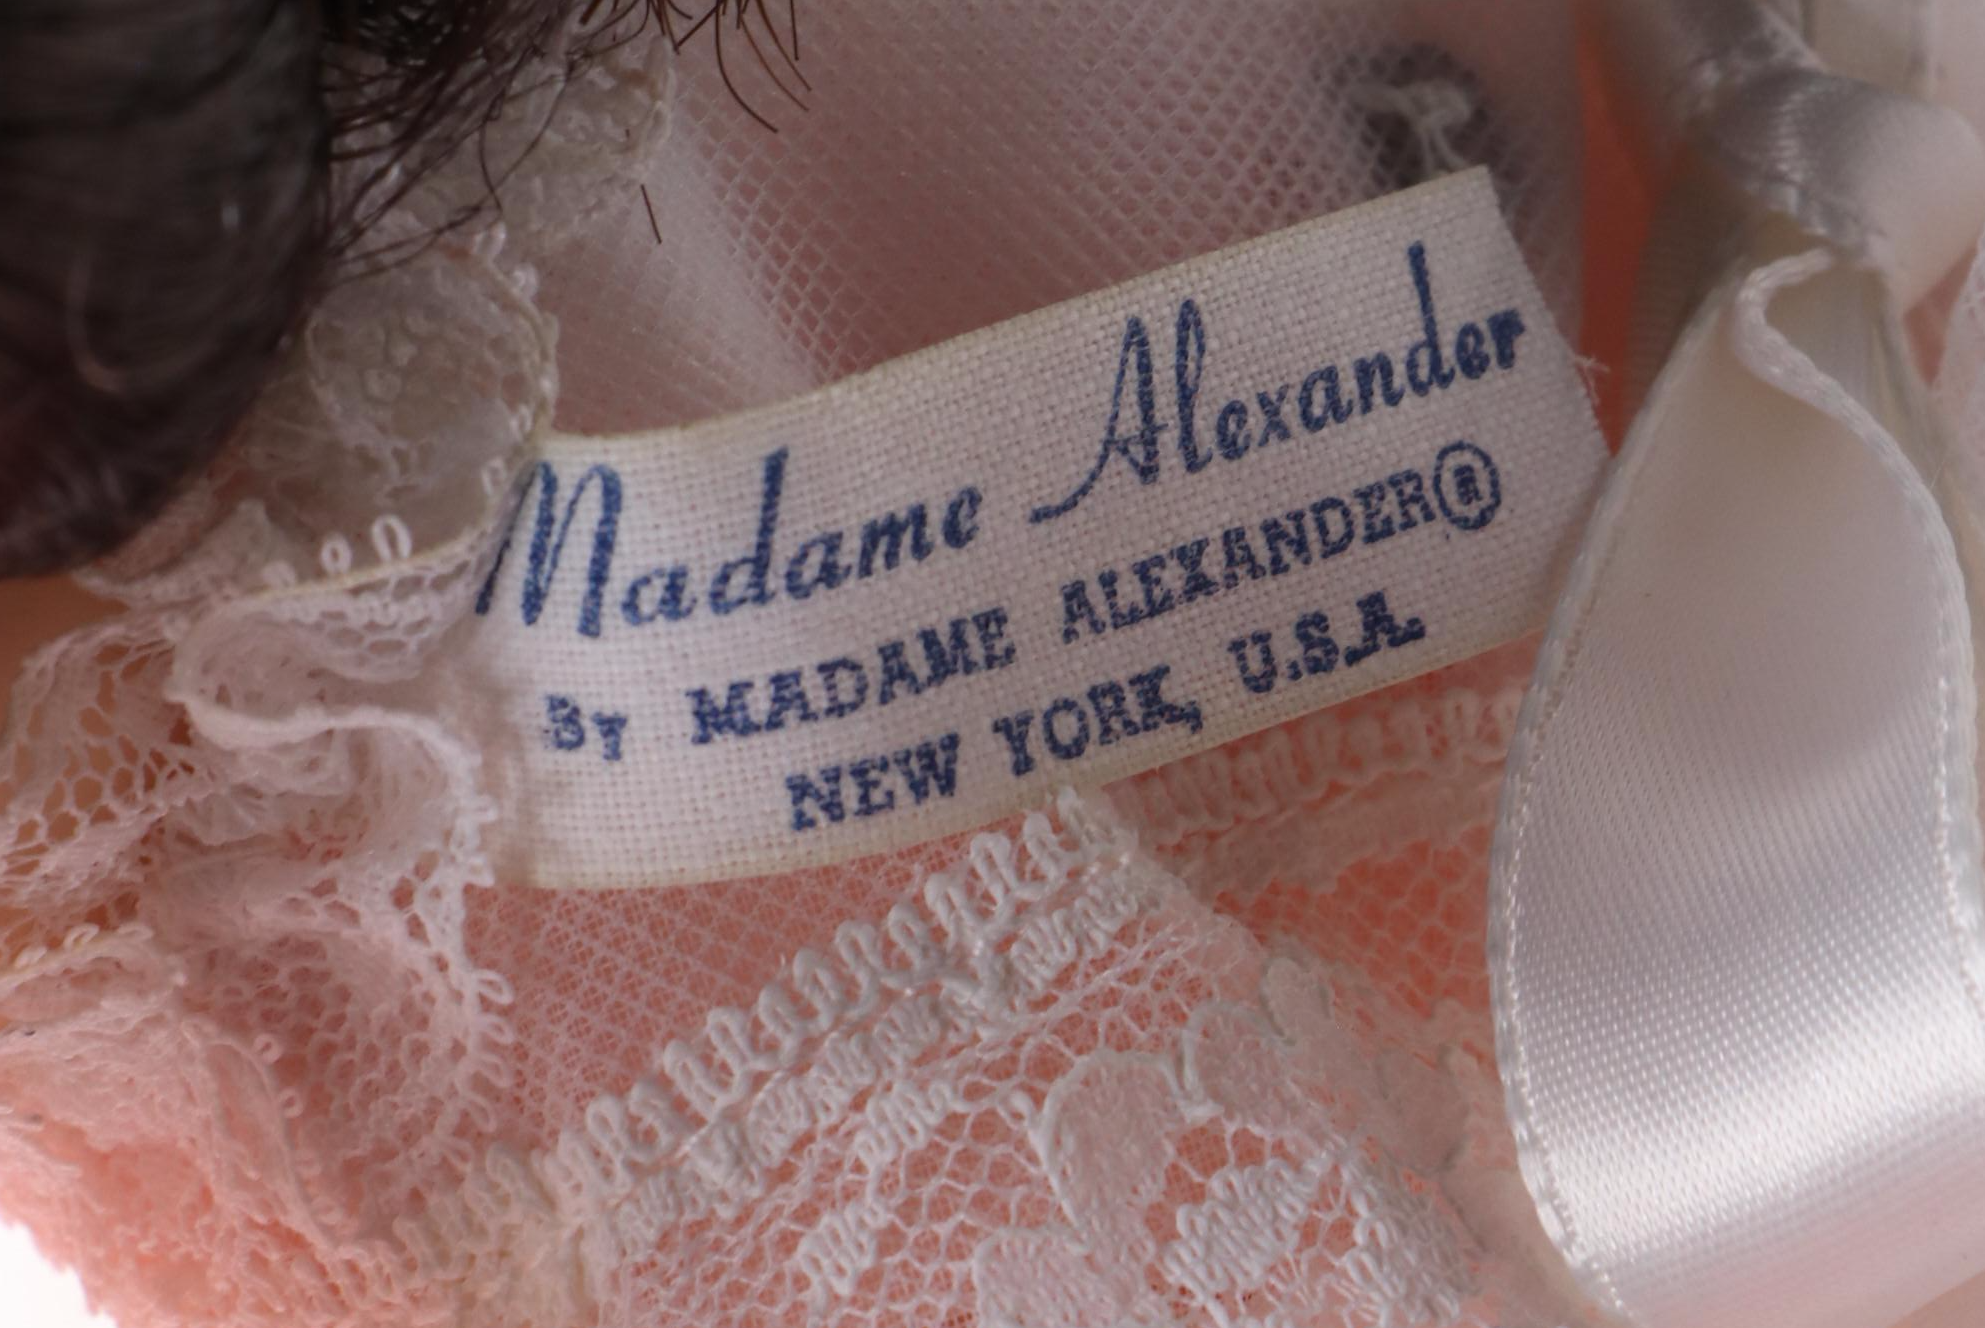 Madame Alexander
By MADAME ALEXANDER®
NEW YORK, U.S.A.